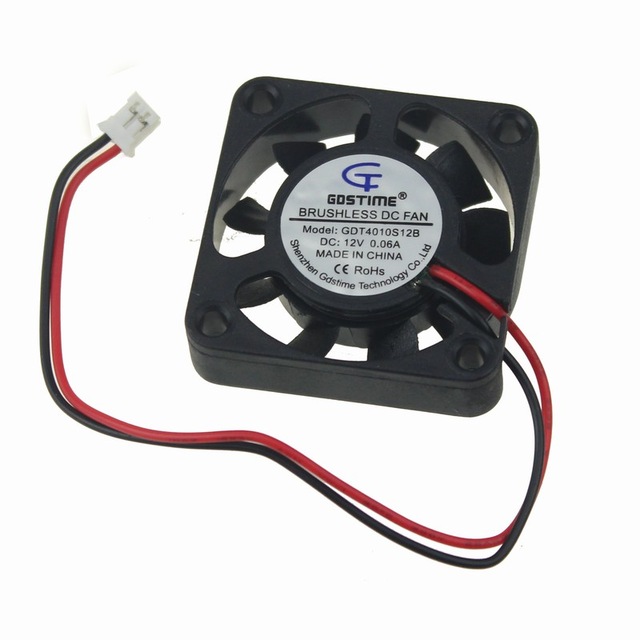 GDSTIME®
BRUSHLESS DC FAN
Model: GDT4010S12B
DC: 12V 0.06A
MADE IN CHINA
CE RoHs
Shenzhen Gdstime Technology Co.,Ltd